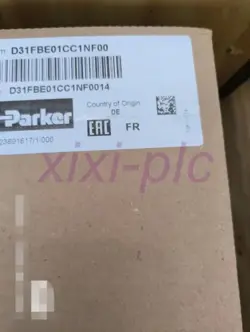 D31FBE01CC1NF00
D31FBE01CC1NF0014
Country of Origin
DE
Parker
EAC
FR
xixi-plc